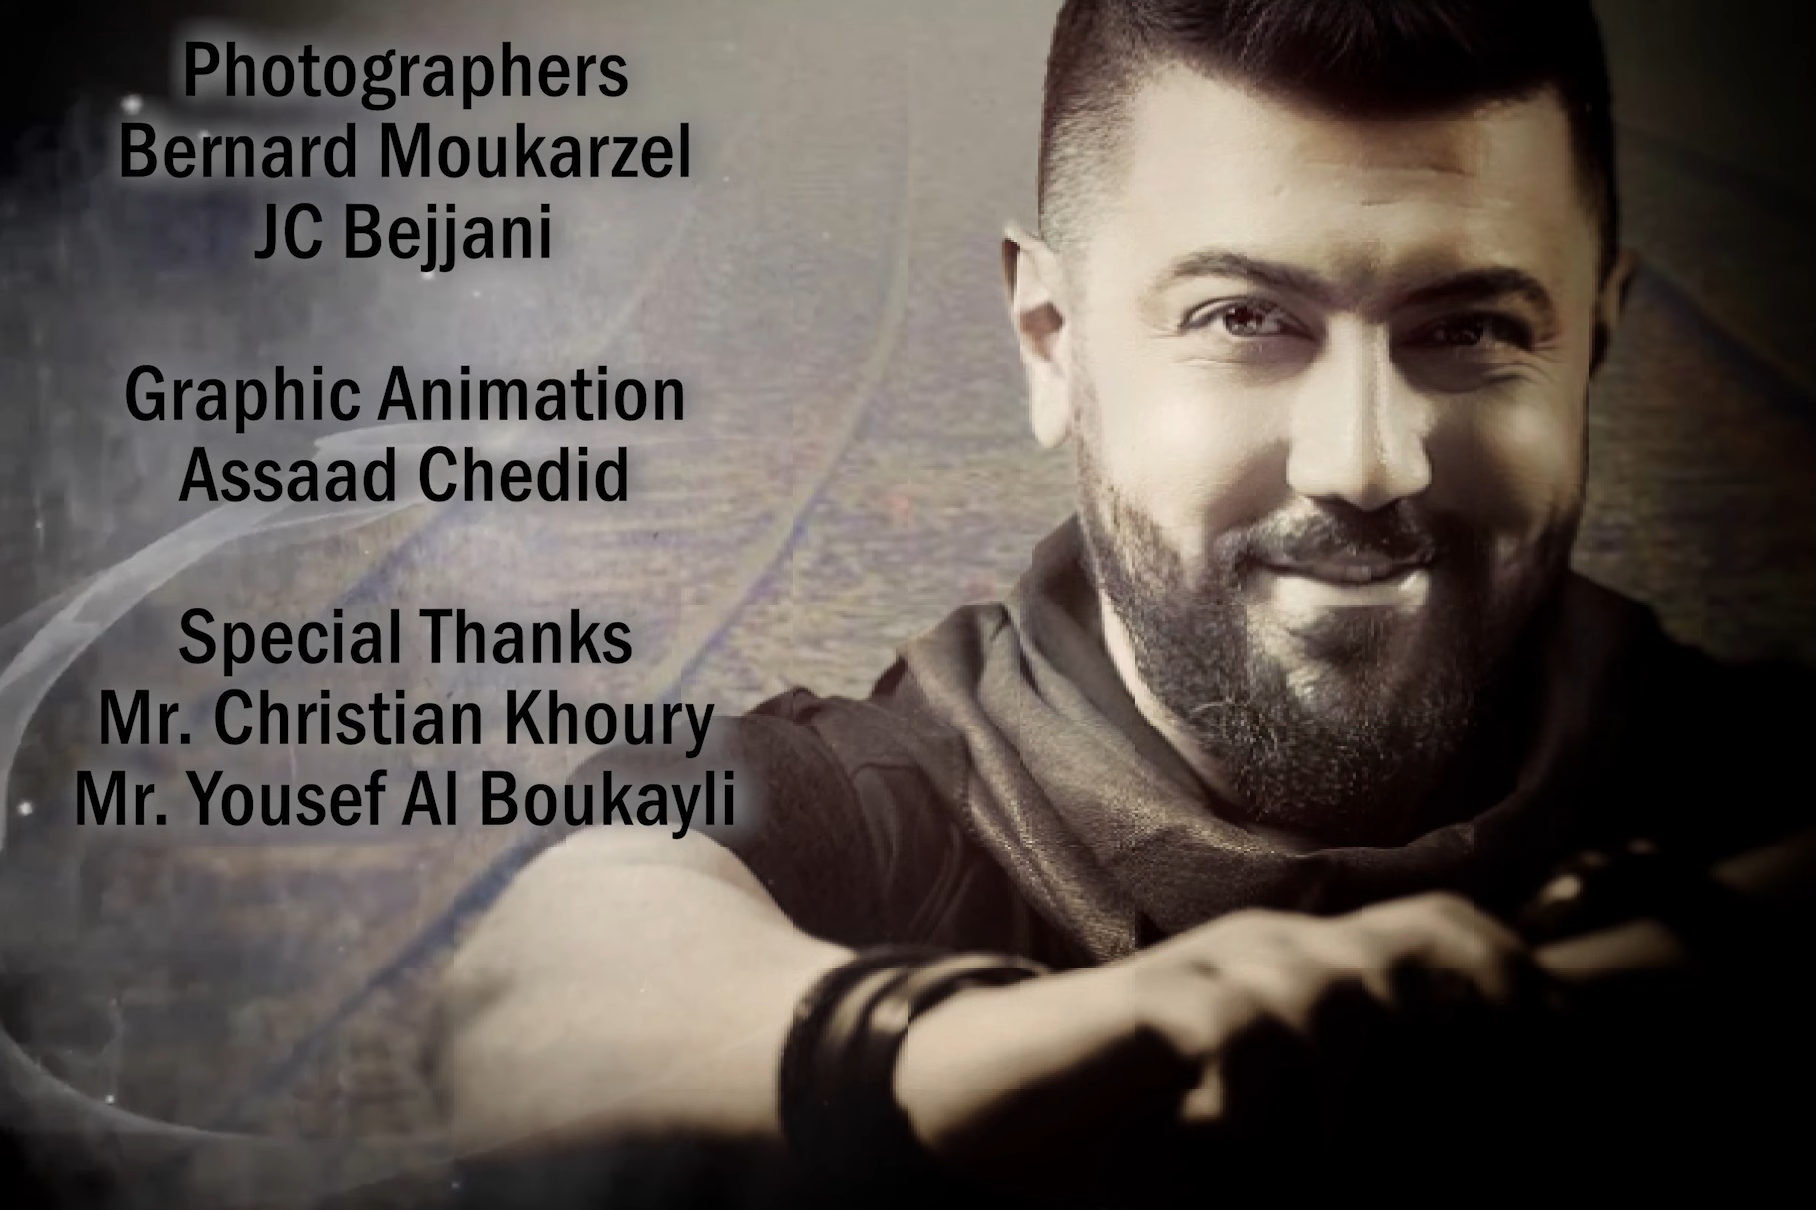 Photographers
Bernard Moukarzel
JC Bejjani
Graphic Animation
Assaad Chedid
Special Thanks
Mr. Christian Khoury
Mr. Yousef Al Boukayli